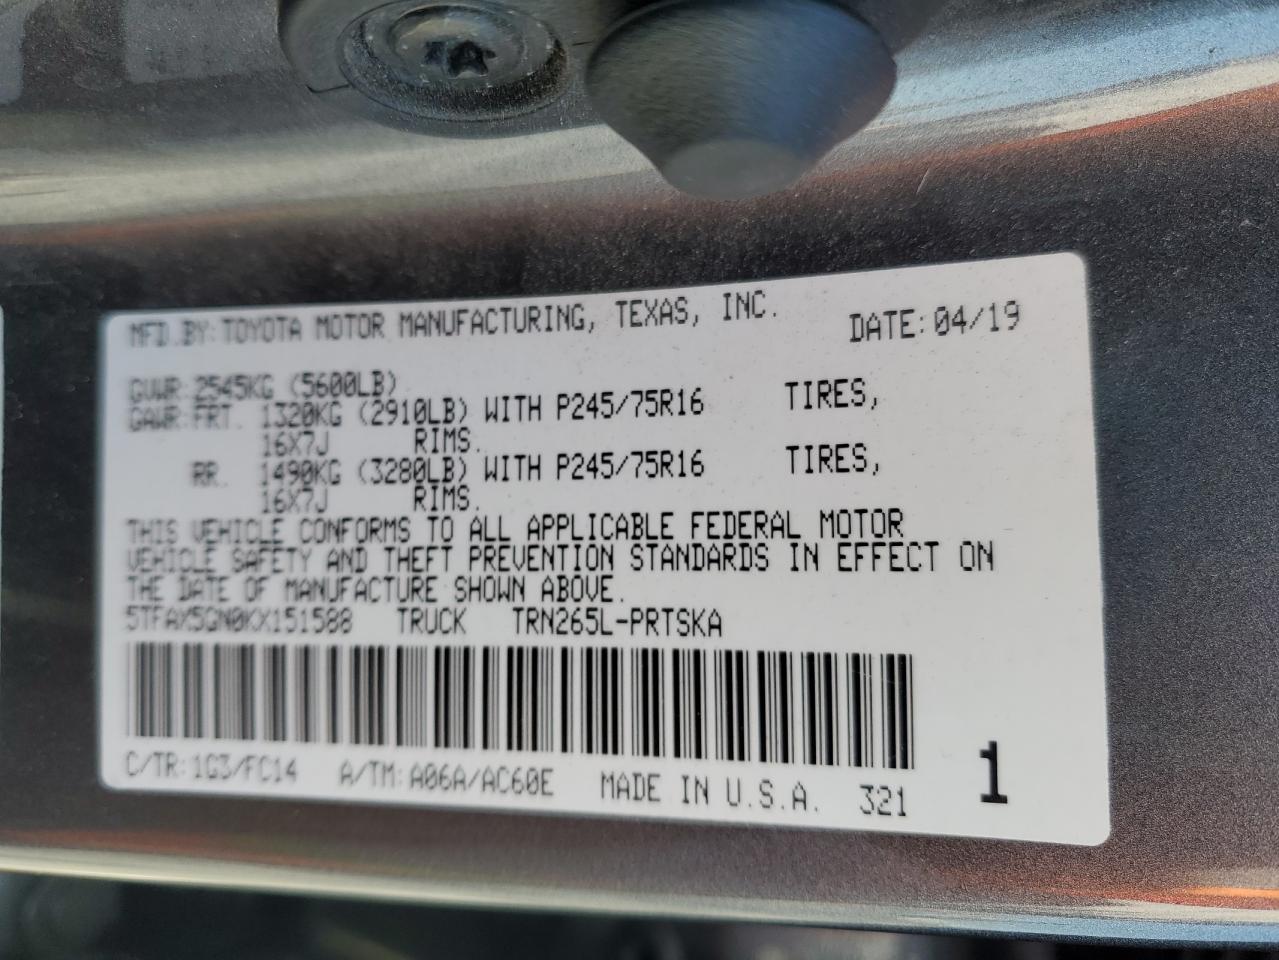 MFD.BY:TOYOTA MOTOR MANUFACTURING, TEXAS, INC. DATE:04/19
GVWR:2545KG (5600LB)
GAWR:FRT. 1320KG (2910LB) WITH P245/75R16 TIRES,
16X7J RIMS.
RR. 1490KG (3280LB) WITH P245/75R16 TIRES,
16X7J RIMS.
THIS VEHICLE CONFORMS TO ALL APPLICABLE FEDERAL MOTOR
VEHICLE SAFETY AND THEFT PREVENTION STANDARDS IN EFFECT ON
THE DATE OF MANUFACTURE SHOWN ABOVE.
5TFAX5GN0KX151588 TRUCK TRN265L-PRTSKA
C/TR:1G3/FC14 A/TM:A06A/AC60E MADE IN U.S.A. 321 1